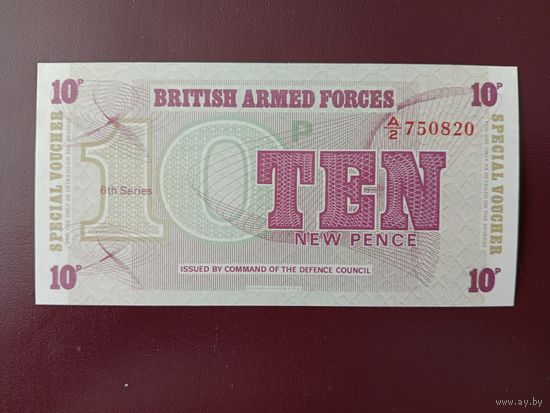 10P
BRITISH ARMED FORCES
10P
A/2 750820
SPECIAL VOUCHER
SPECIAL VOUCHER
10
P
6th Series
TEN
NEW PENCE
10P
ISSUED BY COMMAND OF THE DEFENCE COUNCIL
10P
www.ay.by